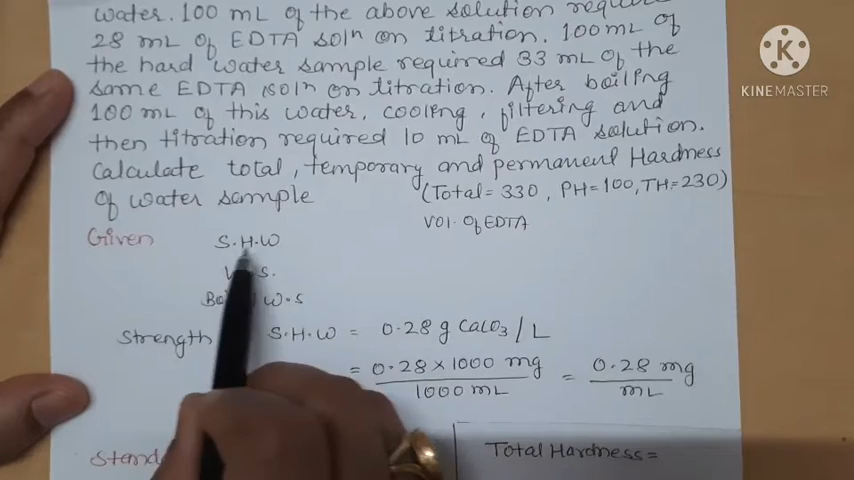 water. 100 mL of the above solution
28 mL of EDTA soln on titration. 100mL of
the hard water sample required 33 mL of the
same EDTA soln on titration. After boiling
100 mL of this water, cooling, filtering and
then titration required 10 mL of EDTA solution.
Calculate total, temporary and permanent Hardness
of water sample (Total = 330, PH=100, TH=230)
Given S.H.W Vol. of EDTA
S.
W.S
Strength S.H.W = 0.28 g CaCO3/L
= 0.28 × 1000 mg / 1000 mL = 0.28 mg / mL
Total Hardness =
KINEMASTER